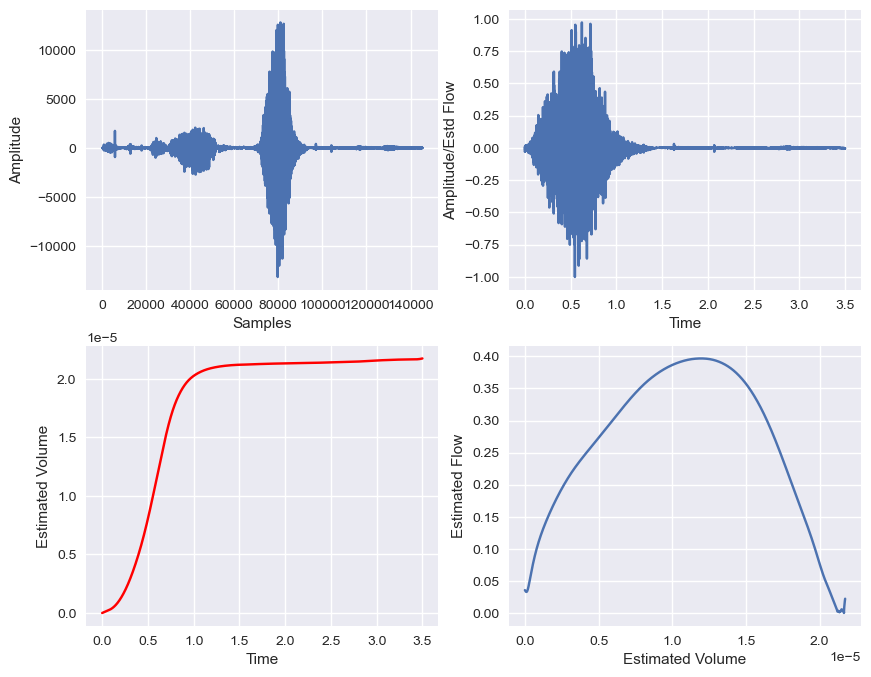 10000
5000
0
−5000
−10000
Amplitude
0 20000 40000 60000 80000 100000 120000 140000
Samples
1.00
0.75
0.50
0.25
0.00
−0.25
−0.50
−0.75
−1.00
Amplitude/Estd Flow
0.0 0.5 1.0 1.5 2.0 2.5 3.0 3.5
Time
1e−5
2.0
1.5
1.0
0.5
0.0
Estimated Volume
0.0 0.5 1.0 1.5 2.0 2.5 3.0 3.5
Time
0.40
0.35
0.30
0.25
0.20
0.15
0.10
0.05
0.00
Estimated Flow
0.0 0.5 1.0 1.5 2.0
1e−5
Estimated Volume